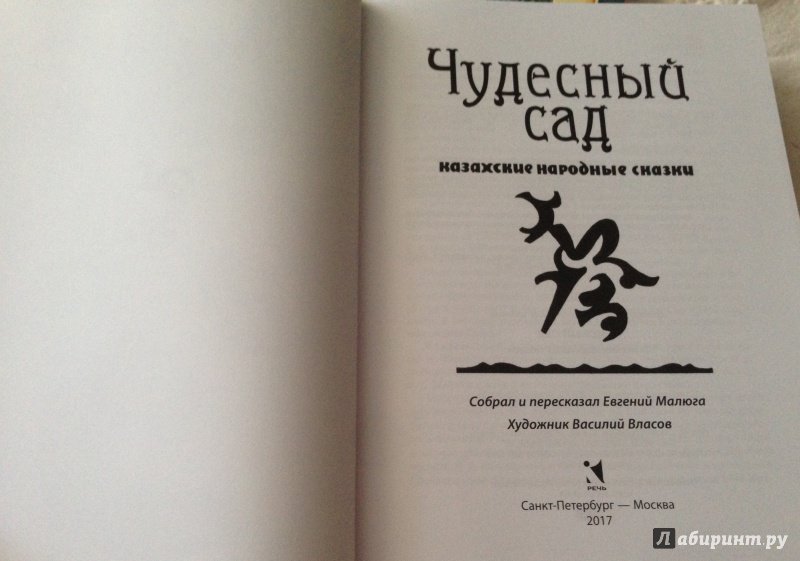 Чудесный
сад
казахские народные сказки
Собрал и пересказал Евгений Малюга
Художник Василий Власов
РЕЧЬ
Санкт-Петербург — Москва
2017
Лабиринт.ру